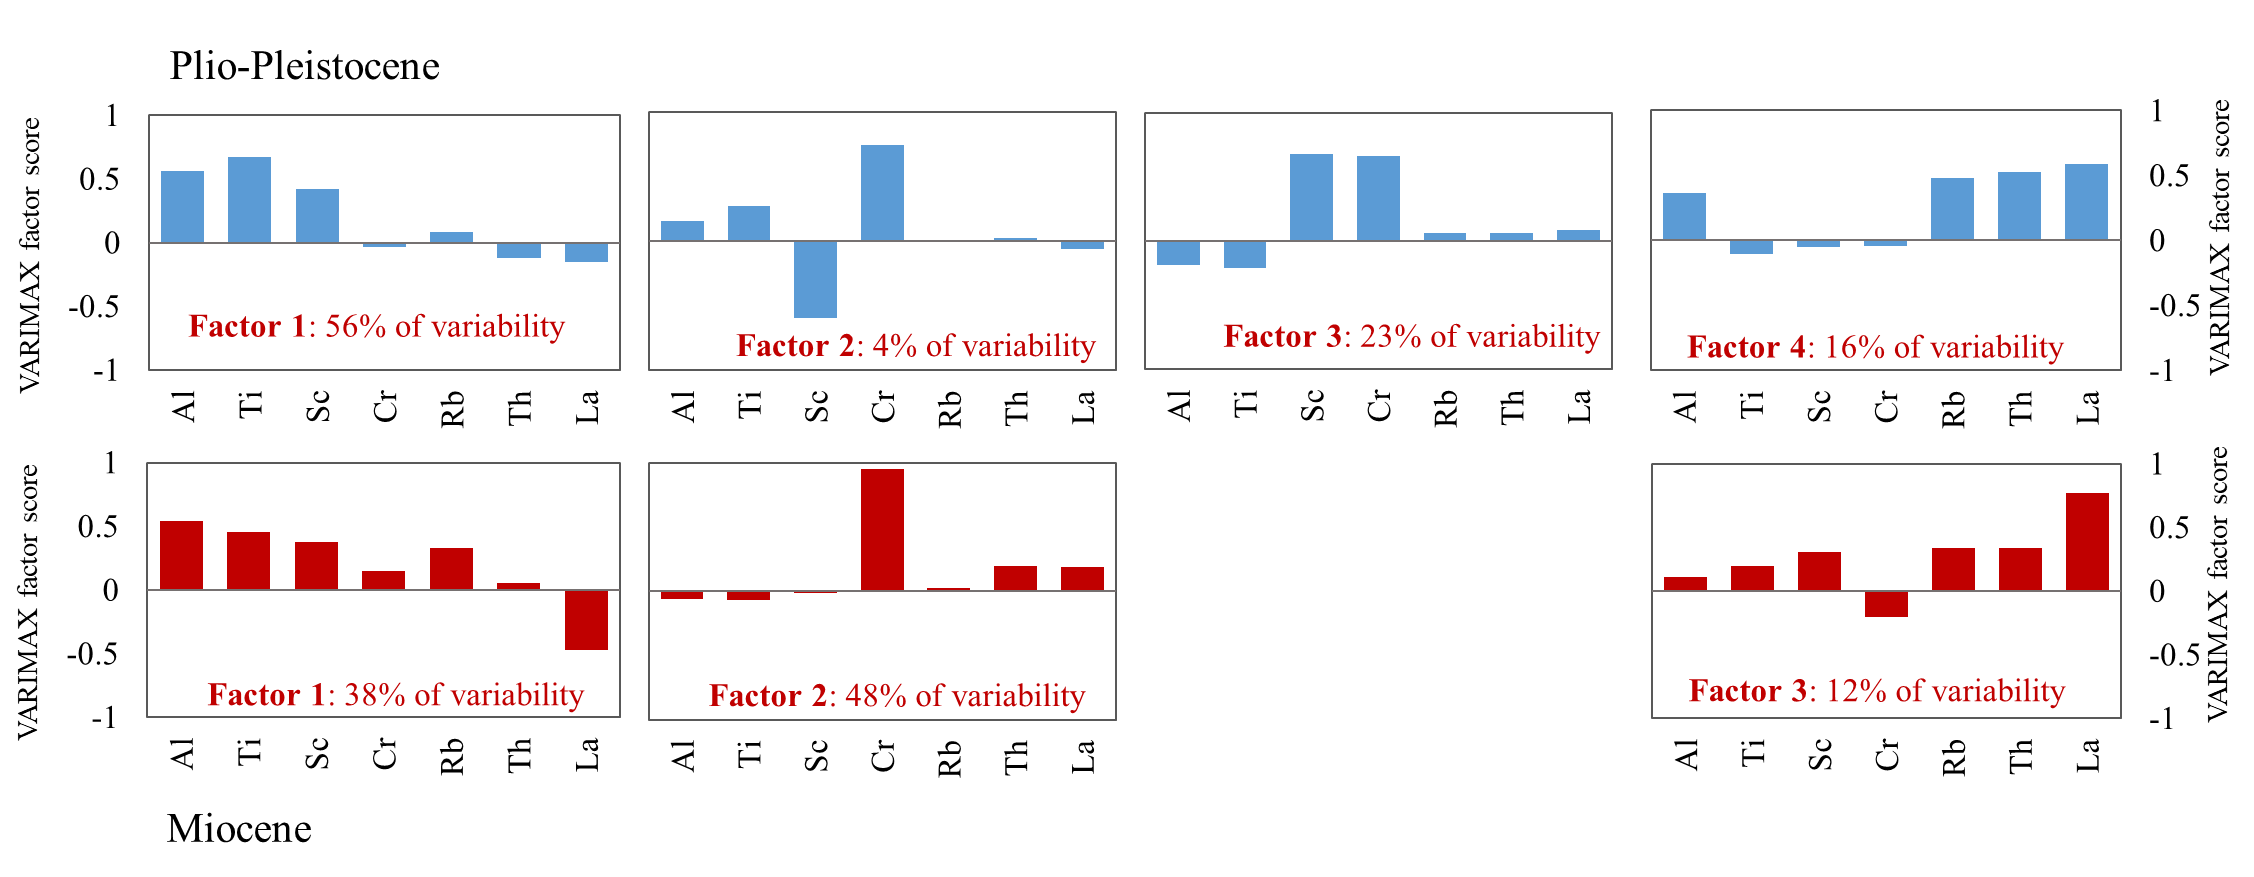 Plio-Pleistocene
VARIMAX factor score
1
0.5
0
-0.5
-1
Factor 1: 56% of variability
Al Ti Sc Cr Rb Th La
Factor 2: 4% of variability
Al Ti Sc Cr Rb Th La
Factor 3: 23% of variability
Al Ti Sc Cr Rb Th La
Factor 4: 16% of variability
Al Ti Sc Cr Rb Th La
1
0.5
0
-0.5
-1
VARIMAX factor score
VARIMAX factor score
1
0.5
0
-0.5
-1
Factor 1: 38% of variability
Al Ti Sc Cr Rb Th La
Factor 2: 48% of variability
Al Ti Sc Cr Rb Th La
Factor 3: 12% of variability
Al Ti Sc Cr Rb Th La
1
0.5
0
-0.5
-1
VARIMAX factor score
Miocene